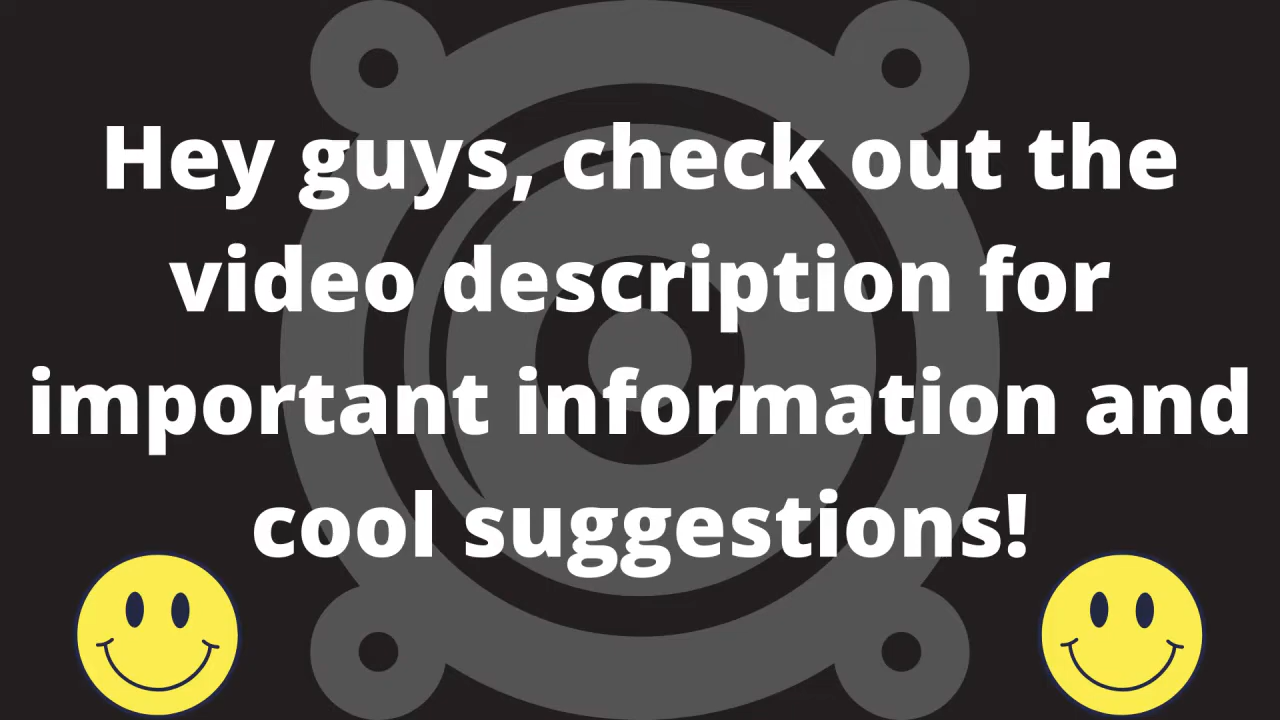 Hey guys, check out the
video description for
important information and
cool suggestions!